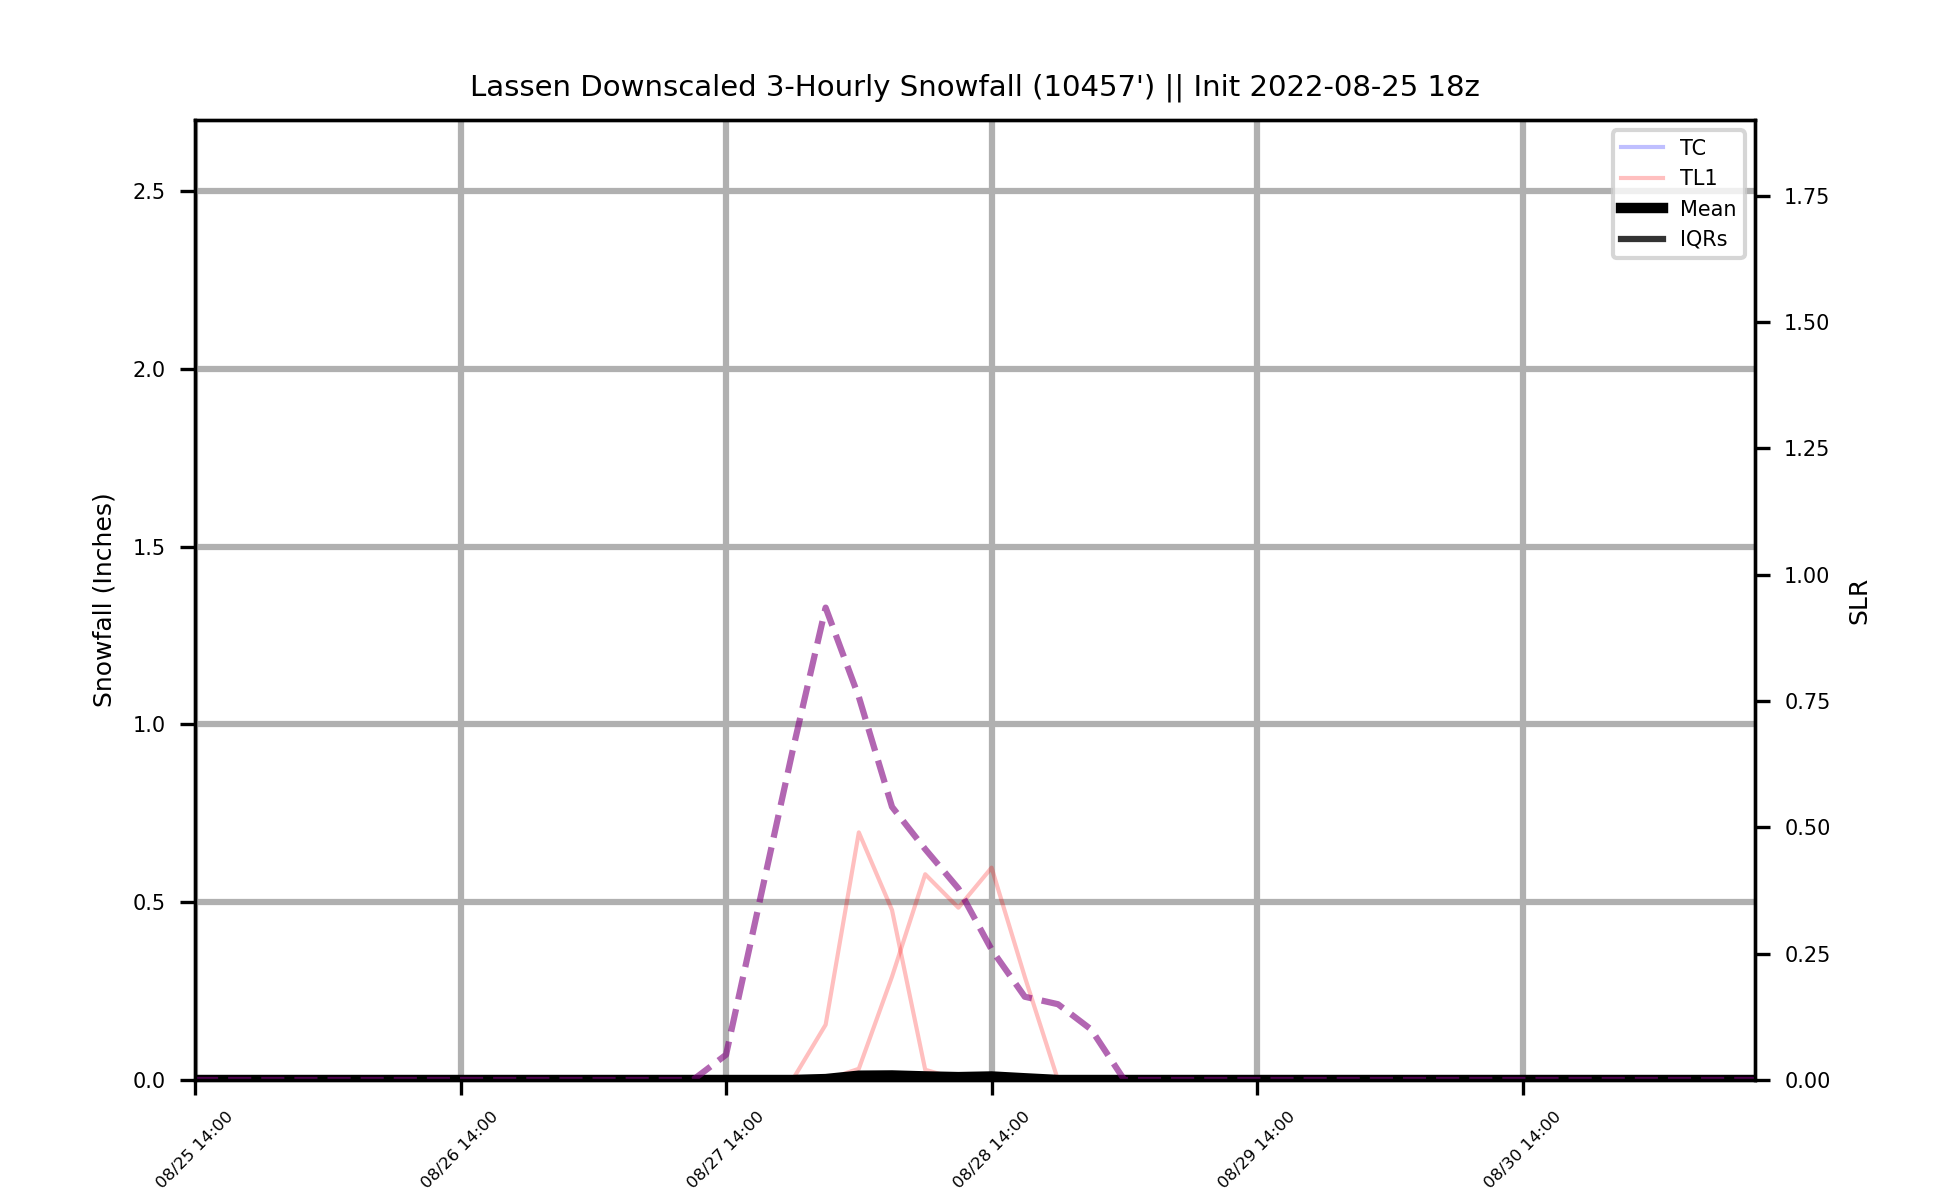 Lassen Downscaled 3-Hourly Snowfall (10457') || Init 2022-08-25 18z
TC
TL1
Mean
IQRs
Snowfall (Inches)
2.5
2.0
1.5
1.0
0.5
0.0
1.75
1.50
1.25
1.00
0.75
0.50
0.25
0.00
SLR
08/25 14:00
08/26 14:00
08/27 14:00
08/28 14:00
08/29 14:00
08/30 14:00